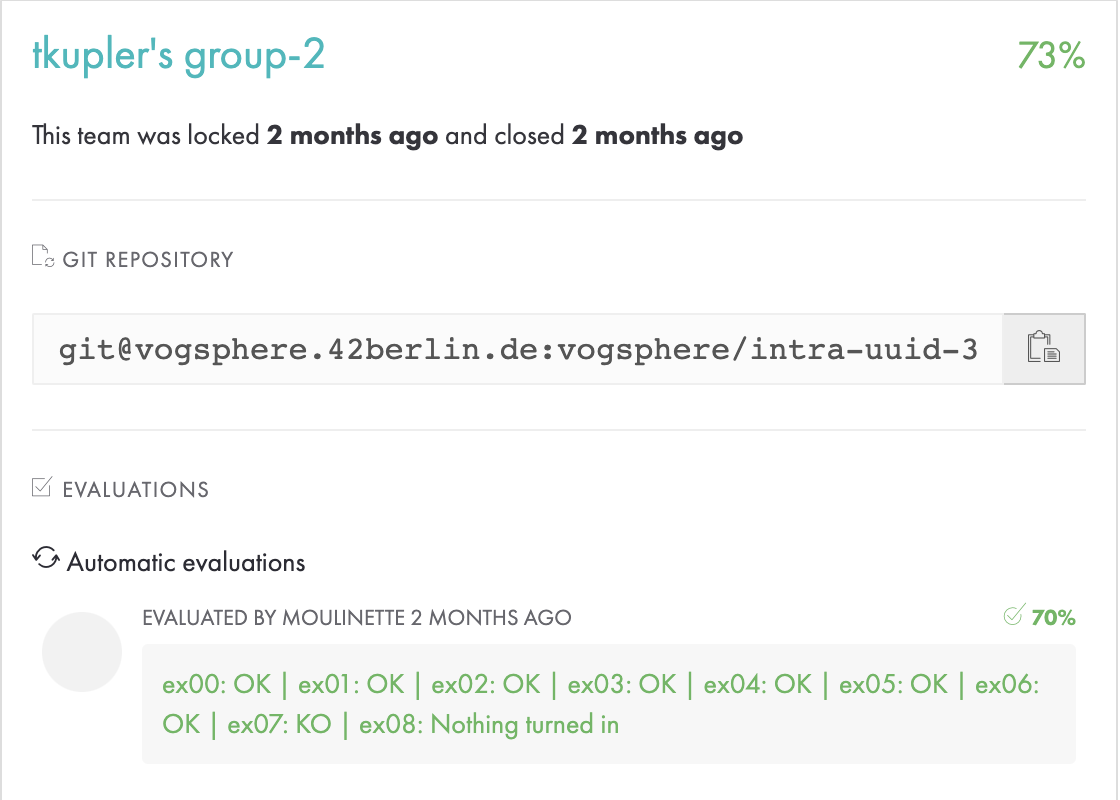 tkupler's group-2
73%
This team was locked 2 months ago and closed 2 months ago
GIT REPOSITORY
git@vogsphere.42berlin.de:vogsphere/intra-uuid-3
EVALUATIONS
Automatic evaluations
EVALUATED BY MOULINETTE 2 MONTHS AGO
70%
ex00: OK | ex01: OK | ex02: OK | ex03: OK | ex04: OK | ex05: OK | ex06:
OK | ex07: KO | ex08: Nothing turned in